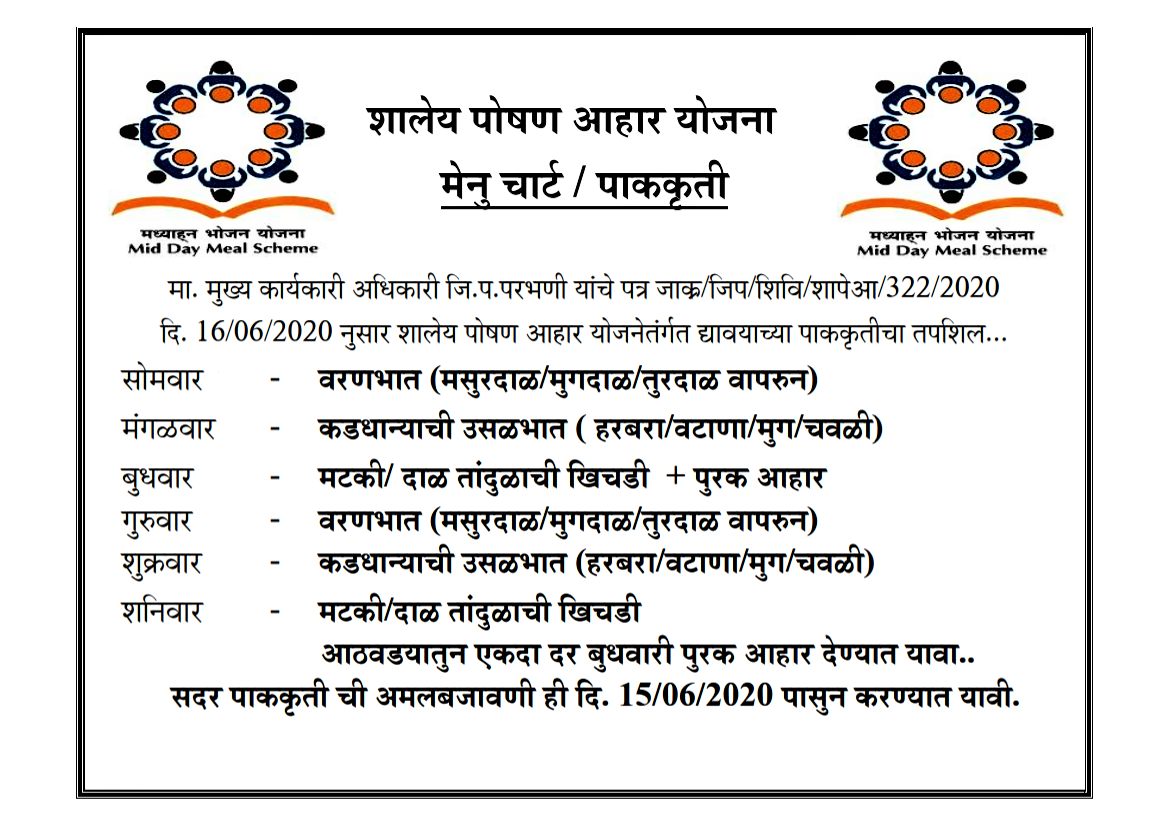 शालेय पोषण आहार योजना
मेनु चार्ट / पाककृती
मध्याह्न भोजन योजना
Mid Day Meal Scheme
मध्याह्न भोजन योजना
Mid Day Meal Scheme
मा. मुख्य कार्यकारी अधिकारी जि.प.परभणी यांचे पत्र जाक्र/जिप/शिवि/शापेआ/322/2020
दि. 16/06/2020 नुसार शालेय पोषण आहार योजनेतंर्गत द्यावयाच्या पाककृतीचा तपशिल...
सोमवार - वरणभात (मसुरदाळ/मुगदाळ/तुरदाळ वापरुन)
मंगळवार - कडधान्याची उसळभात ( हरबरा/वटाणा/मुग/चवळी)
बुधवार - मटकी/ दाळ तांदुळाची खिचडी + पुरक आहार
गुरुवार - वरणभात (मसुरदाळ/मुगदाळ/तुरदाळ वापरुन)
शुक्रवार - कडधान्याची उसळभात (हरबरा/वटाणा/मुग/चवळी)
शनिवार - मटकी/दाळ तांदुळाची खिचडी
आठवडयातुन एकदा दर बुधवारी पुरक आहार देण्यात यावा..
सदर पाककृती ची अमलबजावणी ही दि. 15/06/2020 पासुन करण्यात यावी.